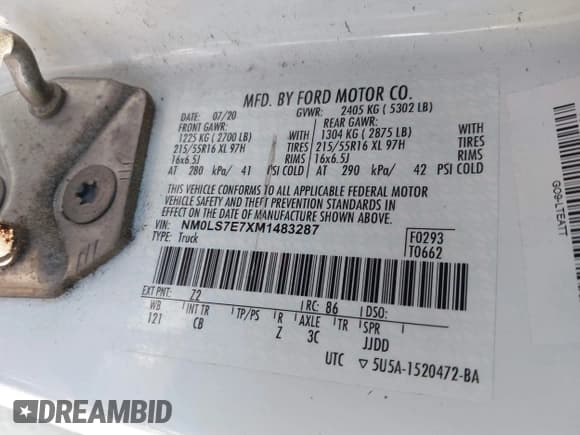 MFD. BY FORD MOTOR CO.
DATE: 07/20 GVWR: 2405 KG ( 5302 LB)
FRONT GAWR: REAR GAWR:
1225 KG ( 2700 LB) WITH 1304 KG ( 2875 LB) WITH
215/55R16 XL 97H TIRES 215/55R16 XL 97H TIRES
16x6.5J RIMS 16x6.5J RIMS
AT 280 kPa/ 41 PSI COLD AT 290 kPa/ 42 PSI COLD
THIS VEHICLE CONFORMS TO ALL APPLICABLE FEDERAL MOTOR
VEHICLE SAFETY STANDARDS IN EFFECT ON THE DATE OF
MANUFACTURE SHOWN ABOVE.
VIN: NM0LS7E7XM1483287 F0293
TYPE: Truck T0662
EXT PNT: Z2 RC: 86 DSO:
WB INT TR TP/PS R AXLE TR SPR
121 CB Z 3C JJDD
UTC ▽ 5U5A-1520472-BA
G09-LTEATT
DREAMBID